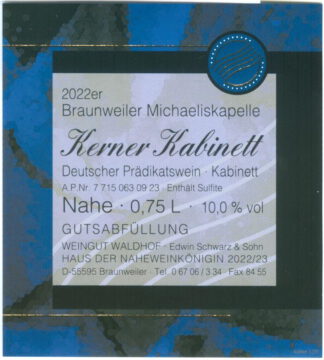 2022er
Braunweiler Michaeliskapelle
Kerner Kabinett
Deutscher Prädikatswein · Kabinett
A.P.Nr. 7 715 063 09 23 · Enthält Sulfite
Nahe · 0,75 L · 10,0 % vol
GUTSABFÜLLUNG
WEINGUT WALDHOF · Edwin Schwarz & Sohn
HAUS DER NAHEWEINKÖNIGIN 2022/23
D-55595 Braunweiler Tel. 0 67 06 / 3 34 · Fax 84 55